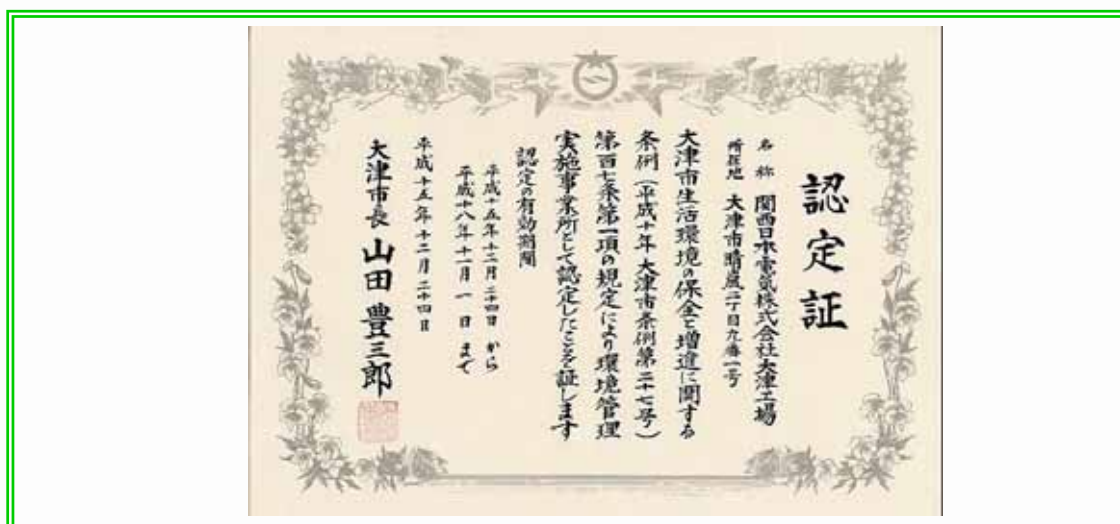 認定証
名称 関西日本電気株式会社大津工場
所在地 大津市晴嵐二丁目九番一号
大津市生活環境の保全と増進に関する
条例(平成十年大津市条例第二十七号)
第百七条第一項の規定により環境管理
実施事業所として認定したことを証します
認定の有効期間
平成十五年十二月二十四日から
平成十八年十一月一日まで
平成十五年十二月二十四日
大津市長 山田豊三郎